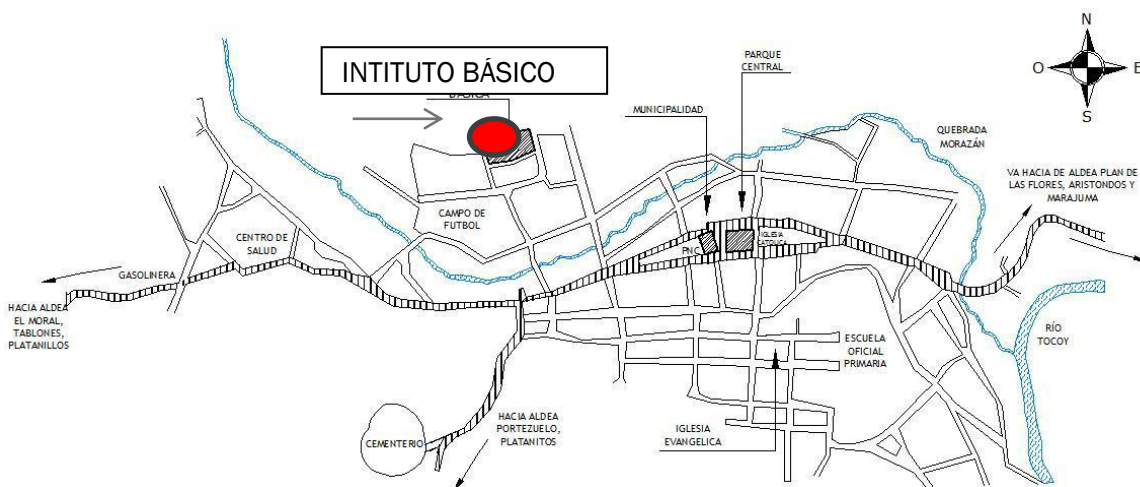 N
O
E
S
INTITUTO BÁSICO
BÁSICA
PARQUE
CENTRAL
MUNICIPALIDAD
QUEBRADA
MORAZÁN
VA HACIA DE ALDEA PLAN DE
LAS FLORES, ARISTONDOS Y
MARAJUMA
CAMPO DE
FUTBOL
CENTRO DE
SALUD
PNC
IGLESIA
CATOLICA
GASOLINERA
HACIA ALDEA
EL MORAL,
TABLONES,
PLATANILLOS
ESCUELA
OFICIAL
PRIMARIA
RÍO
TOCOY
HACIA ALDEA
PORTEZUELO,
PLATANITOS
CEMENTERIO
IGLESIA
EVANGELICA